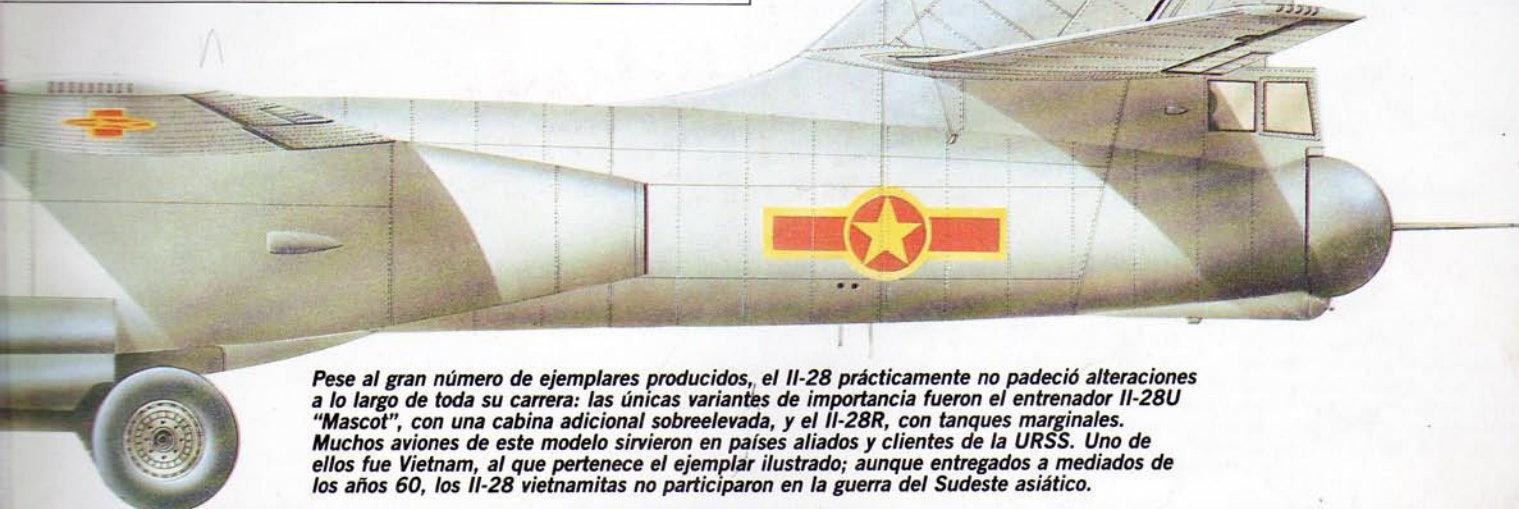 Pese al gran número de ejemplares producidos, el Il-28 prácticamente no padeció alteraciones
a lo largo de toda su carrera: las únicas variantes de importancia fueron el entrenador Il-28U
"Mascot", con una cabina adicional sobreelevada, y el Il-28R, con tanques marginales.
Muchos aviones de este modelo sirvieron en países aliados y clientes de la URSS. Uno de
ellos fue Vietnam, al que pertenece el ejemplar ilustrado; aunque entregados a mediados de
los años 60, los Il-28 vietnamitas no participaron en la guerra del Sudeste asiático.